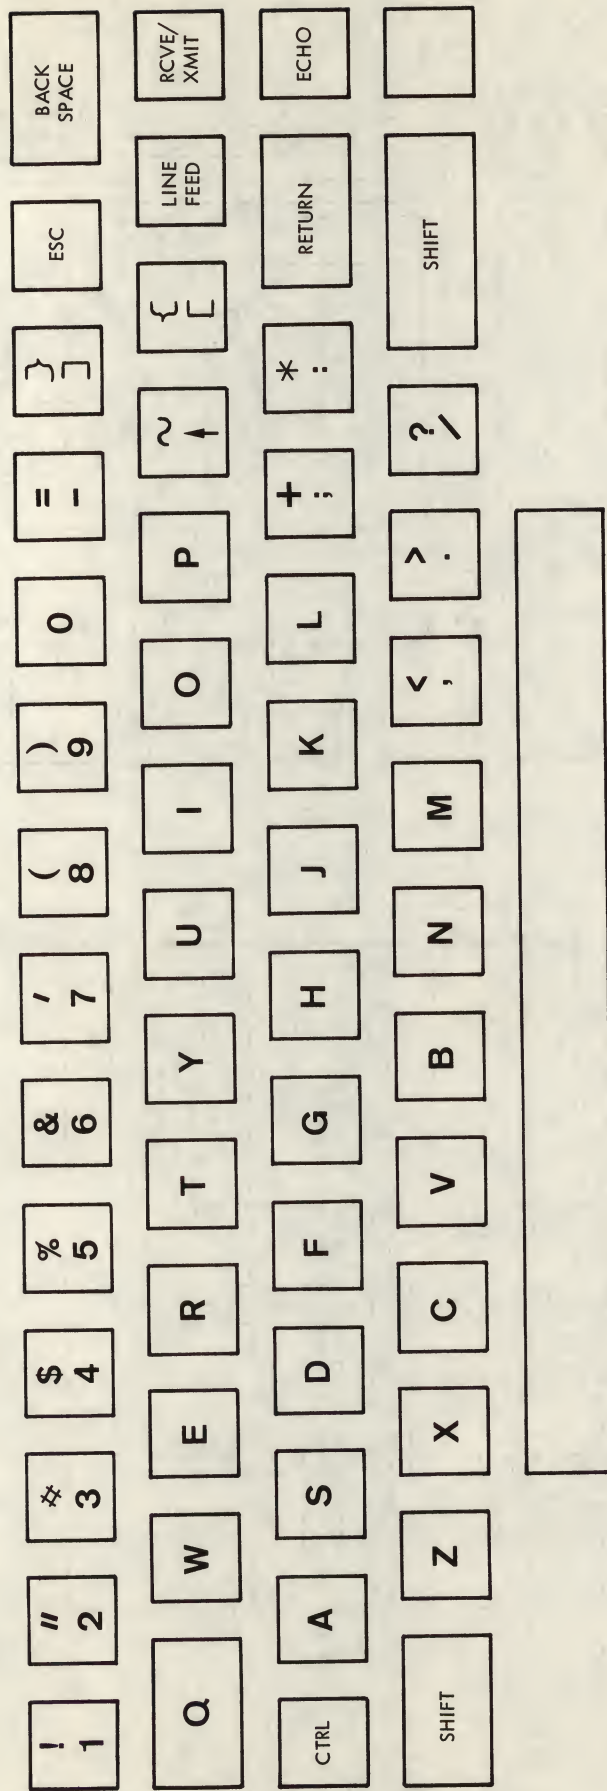 ! " # $ % & ' ( ) = }
1 2 3 4 5 6 7 8 9 0 - ] ESC BACK SPACE
~ {
Q W E R T Y U I O P ↑ [ LINE FEED RCVE/ XMIT
+ *
CTRL A S D F G H J K L ; : RETURN ECHO
< > ?
SHIFT Z X C V B N M , . / SHIFT